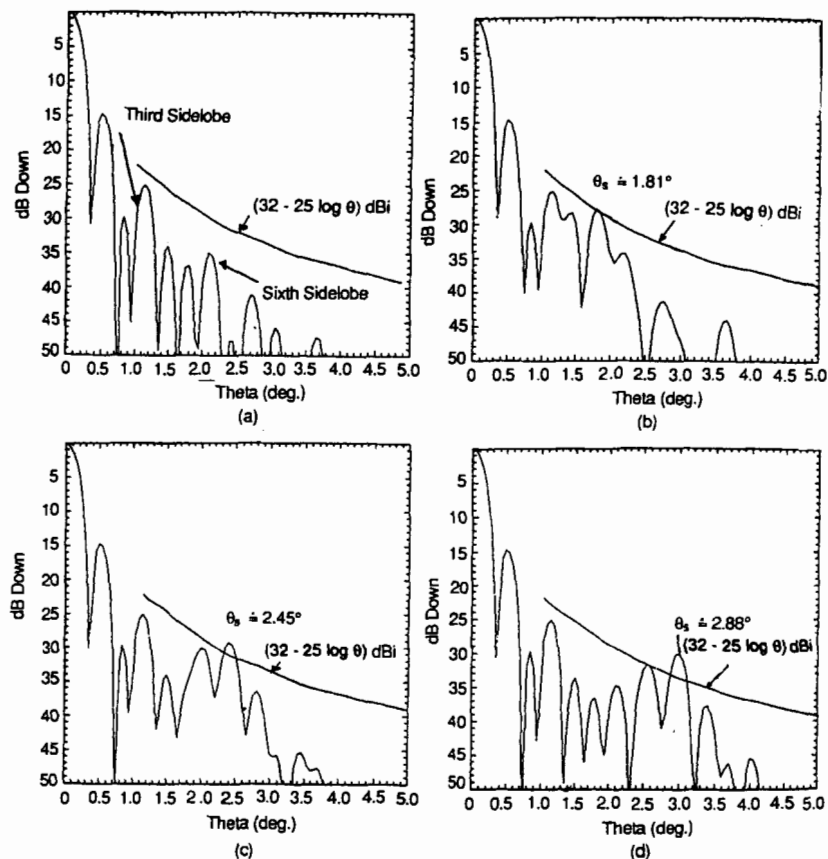 5
10
15
20
25
30
35
40
45
50
dB Down
Third Sidelobe
(32 - 25 log θ) dBi
Sixth Sidelobe
0 0.5 1.0 1.5 2.0 2.5 3.0 3.5 4.0 4.5 5.0
Theta (deg.)
(a)
5
10
15
20
25
30
35
40
45
50
dB Down
θs ≐ 1.81°
(32 - 25 log θ) dBi
0 0.5 1.0 1.5 2.0 2.5 3.0 3.5 4.0 4.5 5.0
Theta (deg.)
(b)
5
10
15
20
25
30
35
40
45
50
dB Down
θs ≐ 2.45°
(32 - 25 log θ) dBi
0 0.5 1.0 1.5 2.0 2.5 3.0 3.5 4.0 4.5 5.0
Theta (deg.)
(c)
5
10
15
20
25
30
35
40
45
50
dB Down
θs ≐ 2.88°
(32 - 25 log θ) dBi
0 0.5 1.0 1.5 2.0 2.5 3.0 3.5 4.0 4.5 5.0
Theta (deg.)
(d)